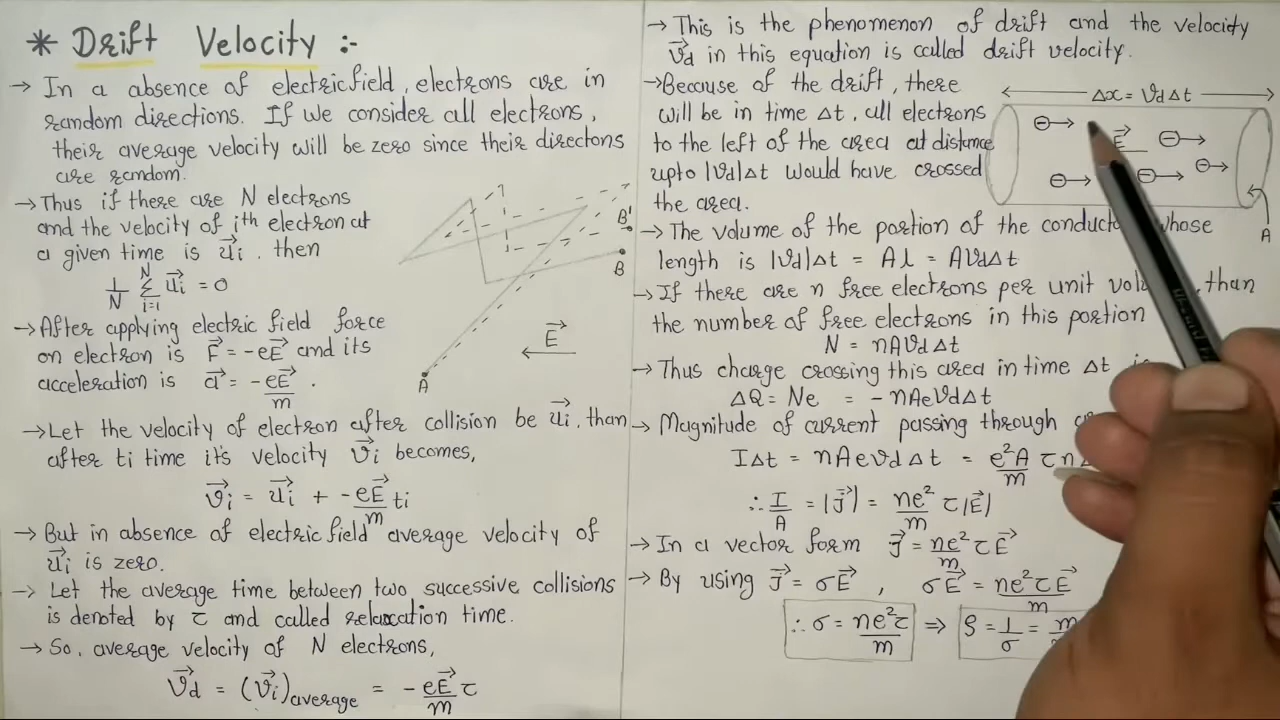 * Drift Velocity :-
→ In a absence of electricfield, electrons are in
random directions. If we consider all electrons,
their average velocity will be zero since their directons
are random.
→ Thus if there are N electrons
and the velocity of ith electron at
a given time is u⃗i. then
1/N Σ(i=1 to N) u⃗i = 0
→ After applying electric field force
on electron is F⃗ = -eE⃗ and its
acceleration is a⃗ = -eE⃗/m .
→ Let the velocity of electron after collision be u⃗i, than
after ti time it's velocity v⃗i becomes,
v⃗i = u⃗i + -eE⃗/m ti
→ But in absence of electric field average velocity of
u⃗i is zero.
→ Let the average time between two successive collisions
is denoted by τ and called relaxation time.
→ So, average velocity of N electrons,
v⃗d = (v⃗i)average = -eE⃗/m τ
B'
B
E⃗
A
→ This is the phenomenon of drift and the velocity
v⃗d in this equation is called drift velocity.
→ Because of the drift, there
will be in time Δt, all electrons
to the left of the area at distance
upto |vd|Δt would have crossed
the area.
Δx = vdΔt
E⃗
A
→ The volume of the portion of the conductor whose
length is |vd|Δt = Al = AvdΔt
→ If there are n free electrons per unit , than
the number of free electrons in this portion
N = nAvdΔt
→ Thus charge crossing this area in time Δt
ΔQ = Ne = -nAevdΔt
→ Magnitude of current passing through
IΔt = nAevdΔt = e²A/m τn
∴ I/A = |J⃗| = ne²/m τ|E⃗|
→ In a vector form J⃗ = ne²/m τE⃗
→ By using J⃗ = σE⃗ , σE⃗ = ne²τE⃗/m
∴ σ = ne²τ/m ⇒ ρ = 1/σ = m